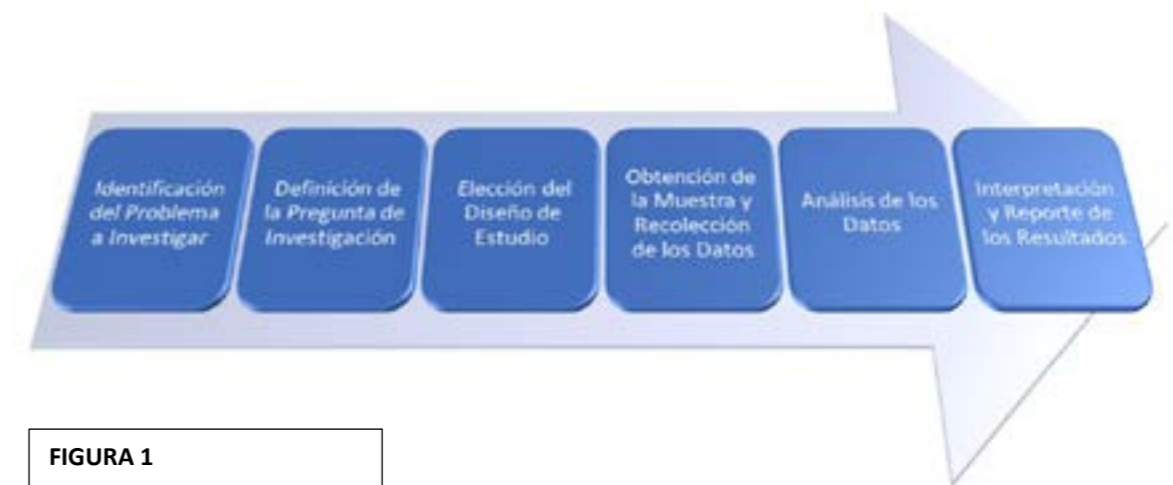 Identificación
del Problema
a Investigar
Definición de
la Pregunta de
Investigación
Elección del
Diseño de
Estudio
Obtención de
la Muestra y
Recolección
de los Datos
Análisis de los
Datos
Interpretación
y Reporte de
los Resultados
FIGURA 1